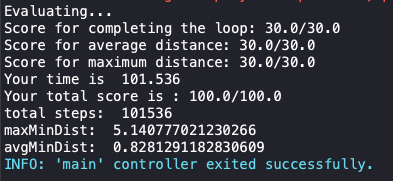 Evaluating...
Score for completing the loop: 30.0/30.0
Score for average distance: 30.0/30.0
Score for maximum distance: 30.0/30.0
Your time is  101.536
Your total score is : 100.0/100.0
total steps:  101536
maxMinDist:  5.140777021230266
avgMinDist:  0.8281291182830609
INFO: 'main' controller exited successfully.